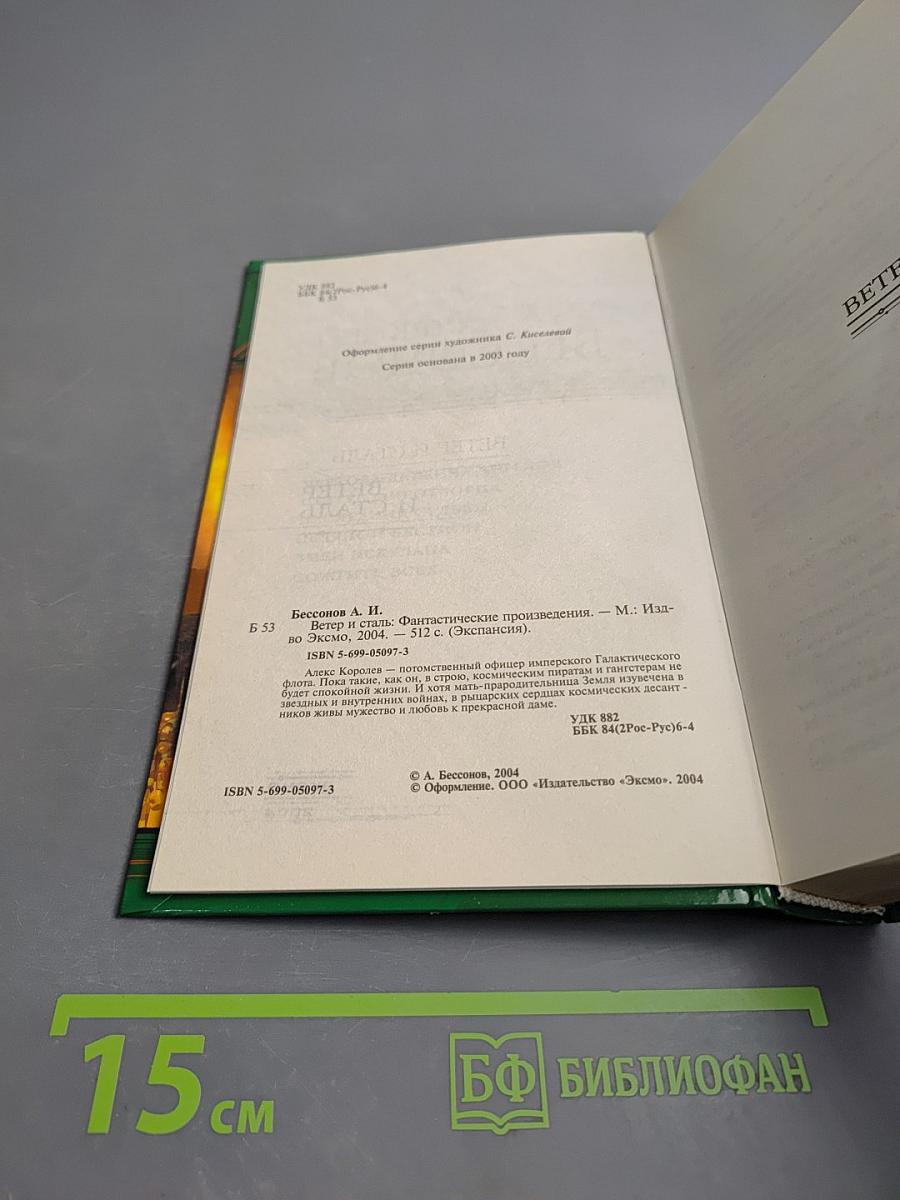 УДК 882
ББК 84(2Рос-Рус)6-4
Б 53
Оформление серии художника С. Киселевой
Серия основана в 2003 году
Бессонов А. И.
Б 53 Ветер и сталь: Фантастические произведения. — М.: Изд-
во Эксмо, 2004. — 512 с. (Экспансия).
ISBN 5-699-05097-3
Алекс Королев — потомственный офицер имперского Галактического
флота. Пока такие, как он, в строю, космическим пиратам и гангстерам не
будет спокойной жизни. И хотя мать-прародительница Земля изувечена в
звездных и внутренних войнах, в рыцарских сердцах космических десант-
ников живы мужество и любовь к прекрасной даме.
УДК 882
ББК 84(2Рос-Рус)6-4
© А. Бессонов, 2004
ISBN 5-699-05097-3 © Оформление. ООО «Издательство «Эксмо». 2004
ВЕТЕ
15 см
БФ БИБЛИОФАН